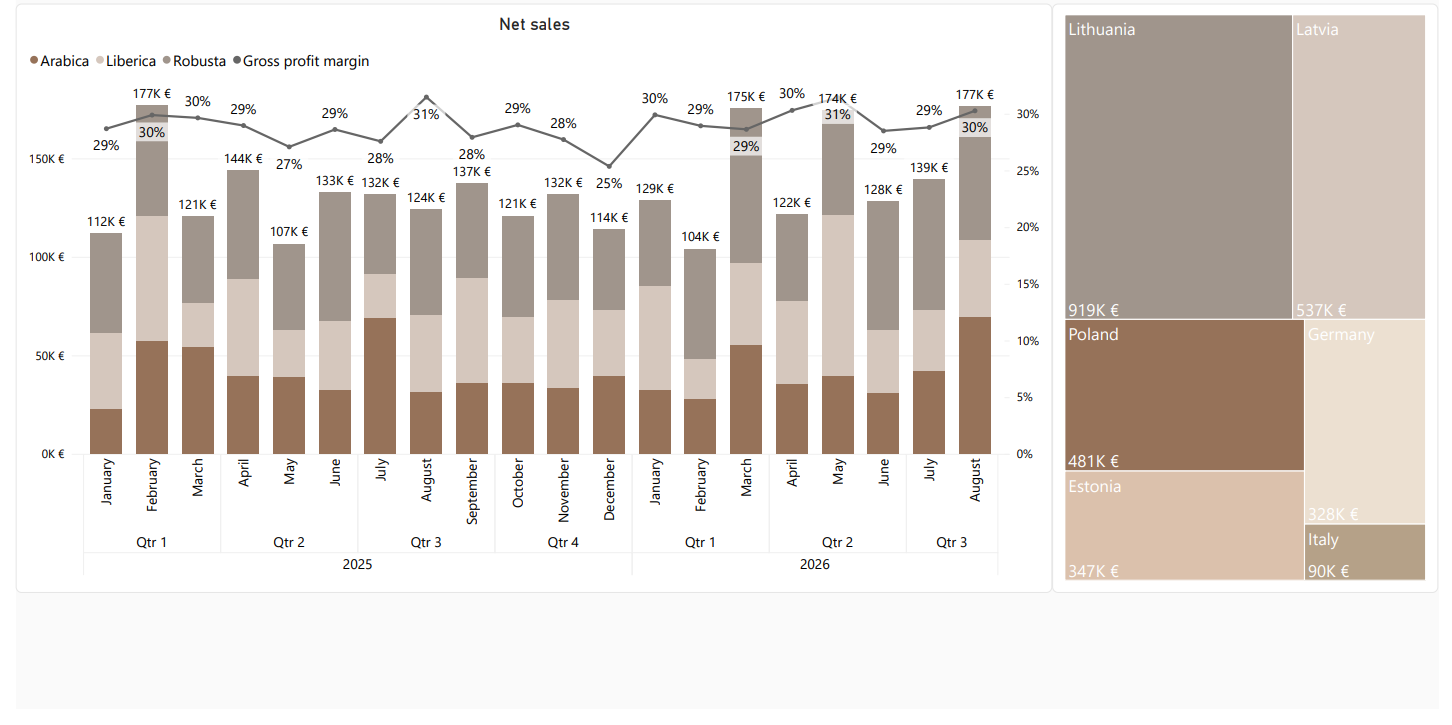 Net sales
Arabica Liberica Robusta Gross profit margin
177K € 30% 29% 29% 31% 29% 28% 30% 29% 175K € 30% 174K € 29% 177K €
29% 30% 27% 28% 28% 25% 29% 31% 29% 30%
112K € 121K € 144K € 107K € 133K € 132K € 124K € 137K € 121K € 132K € 114K € 129K € 104K € 122K € 128K € 139K €
150K €
100K €
50K €
0K €
30%
25%
20%
15%
10%
5%
0%
January February March April May June July August September October November December January February March April May June July August
Qtr 1 Qtr 2 Qtr 3 Qtr 4 Qtr 1 Qtr 2 Qtr 3
2025 2026
Lithuania
919K €
Latvia
537K €
Poland
481K €
Germany
328K €
Estonia
347K €
Italy
90K €